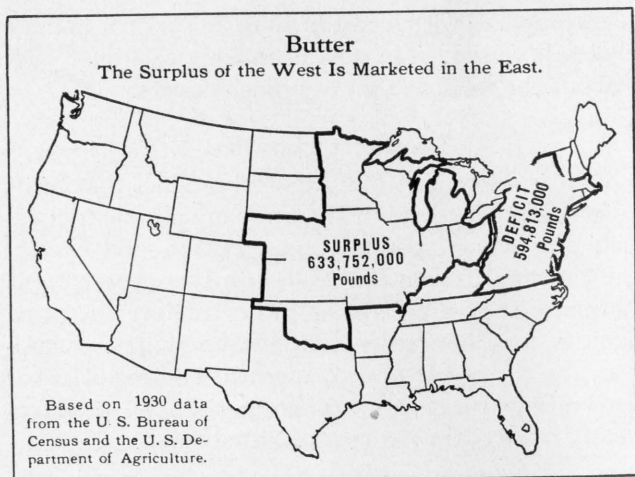 Butter
The Surplus of the West Is Marketed in the East.
SURPLUS
633,752,000
Pounds
DEFICIT
594,813,000
Pounds
Based on 1930 data
from the U. S. Bureau of
Census and the U. S. De-
partment of Agriculture.